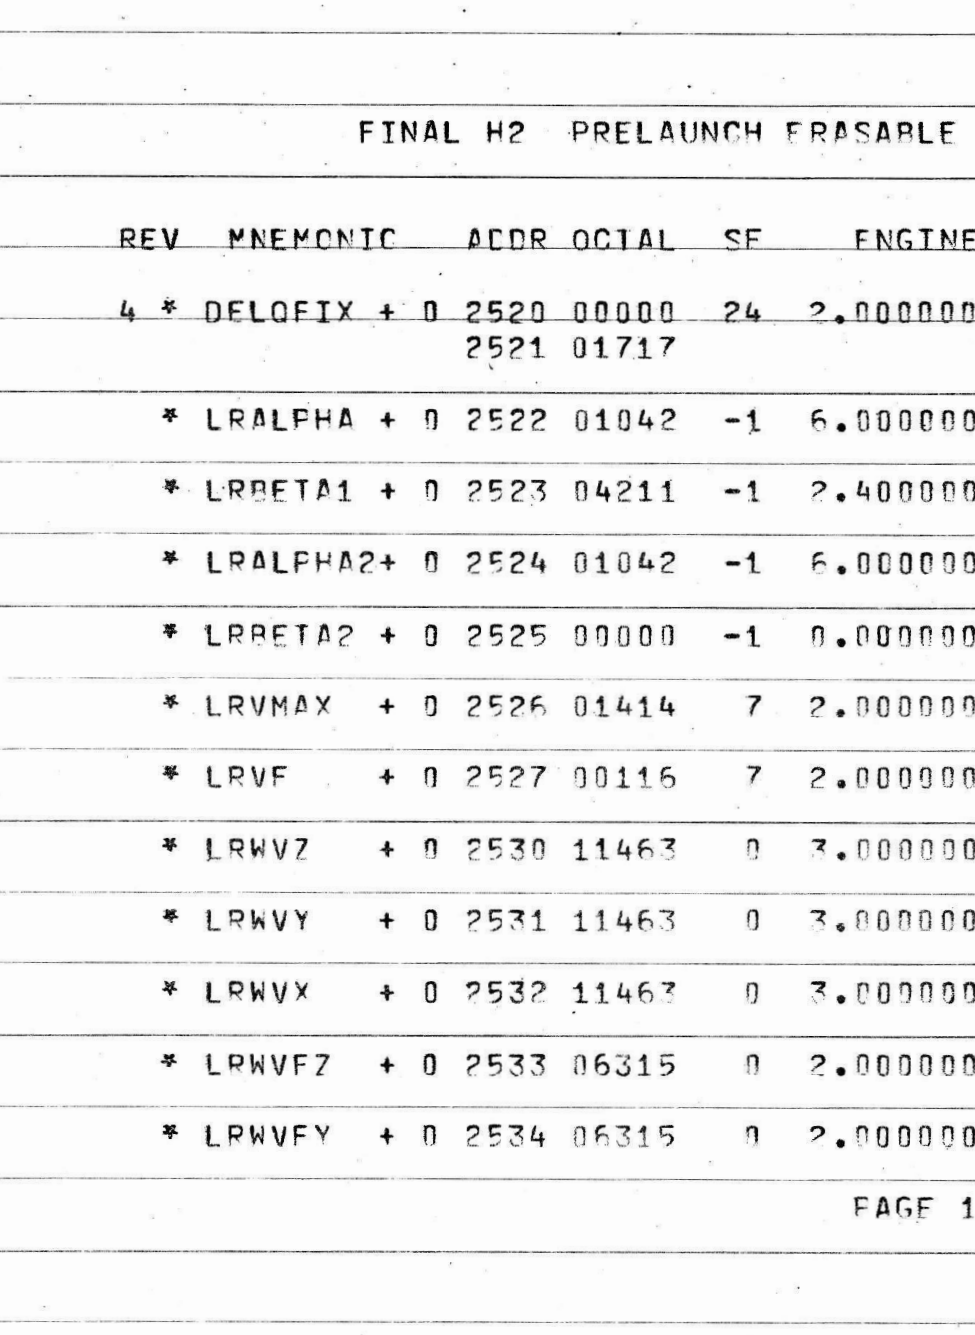 FINAL H2 PRELAUNCH ERASABLE
REV MNEMONIC ADDR OCTAL SF ENGINE
4 * DELQFIX + 0 2520 00000 24 2.000000
2521 01717
* LRALPHA + 0 2522 01042 -1 6.000000
* LRBETA1 + 0 2523 04211 -1 2.400000
* LRALPHA2+ 0 2524 01042 -1 6.000000
* LRBETA2 + 0 2525 00000 -1 0.000000
* LRVMAX + 0 2526 01414 7 2.000000
* LRVF + 0 2527 00116 7 2.000000
* LRWVZ + 0 2530 11463 0 3.000000
* LRWVY + 0 2531 11463 0 3.000000
* LRWVX + 0 2532 11463 0 3.000000
* LRWVFZ + 0 2533 06315 0 2.000000
* LRWVFY + 0 2534 06315 0 2.000000
PAGE 1